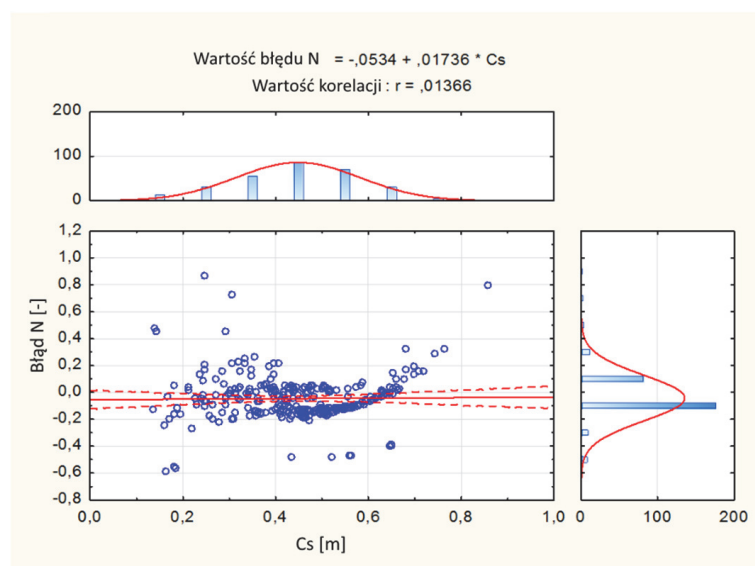 Wartość błędu N = -,0534 + ,01736 * Cs
Wartość korelacji : r = ,01366
200
100
0
1,2
1,0
0,8
0,6
0,4
0,2
0,0
-0,2
-0,4
-0,6
-0,8
Błąd N [-]
0,0 0,2 0,4 0,6 0,8 1,0
0 100 200
Cs [m]